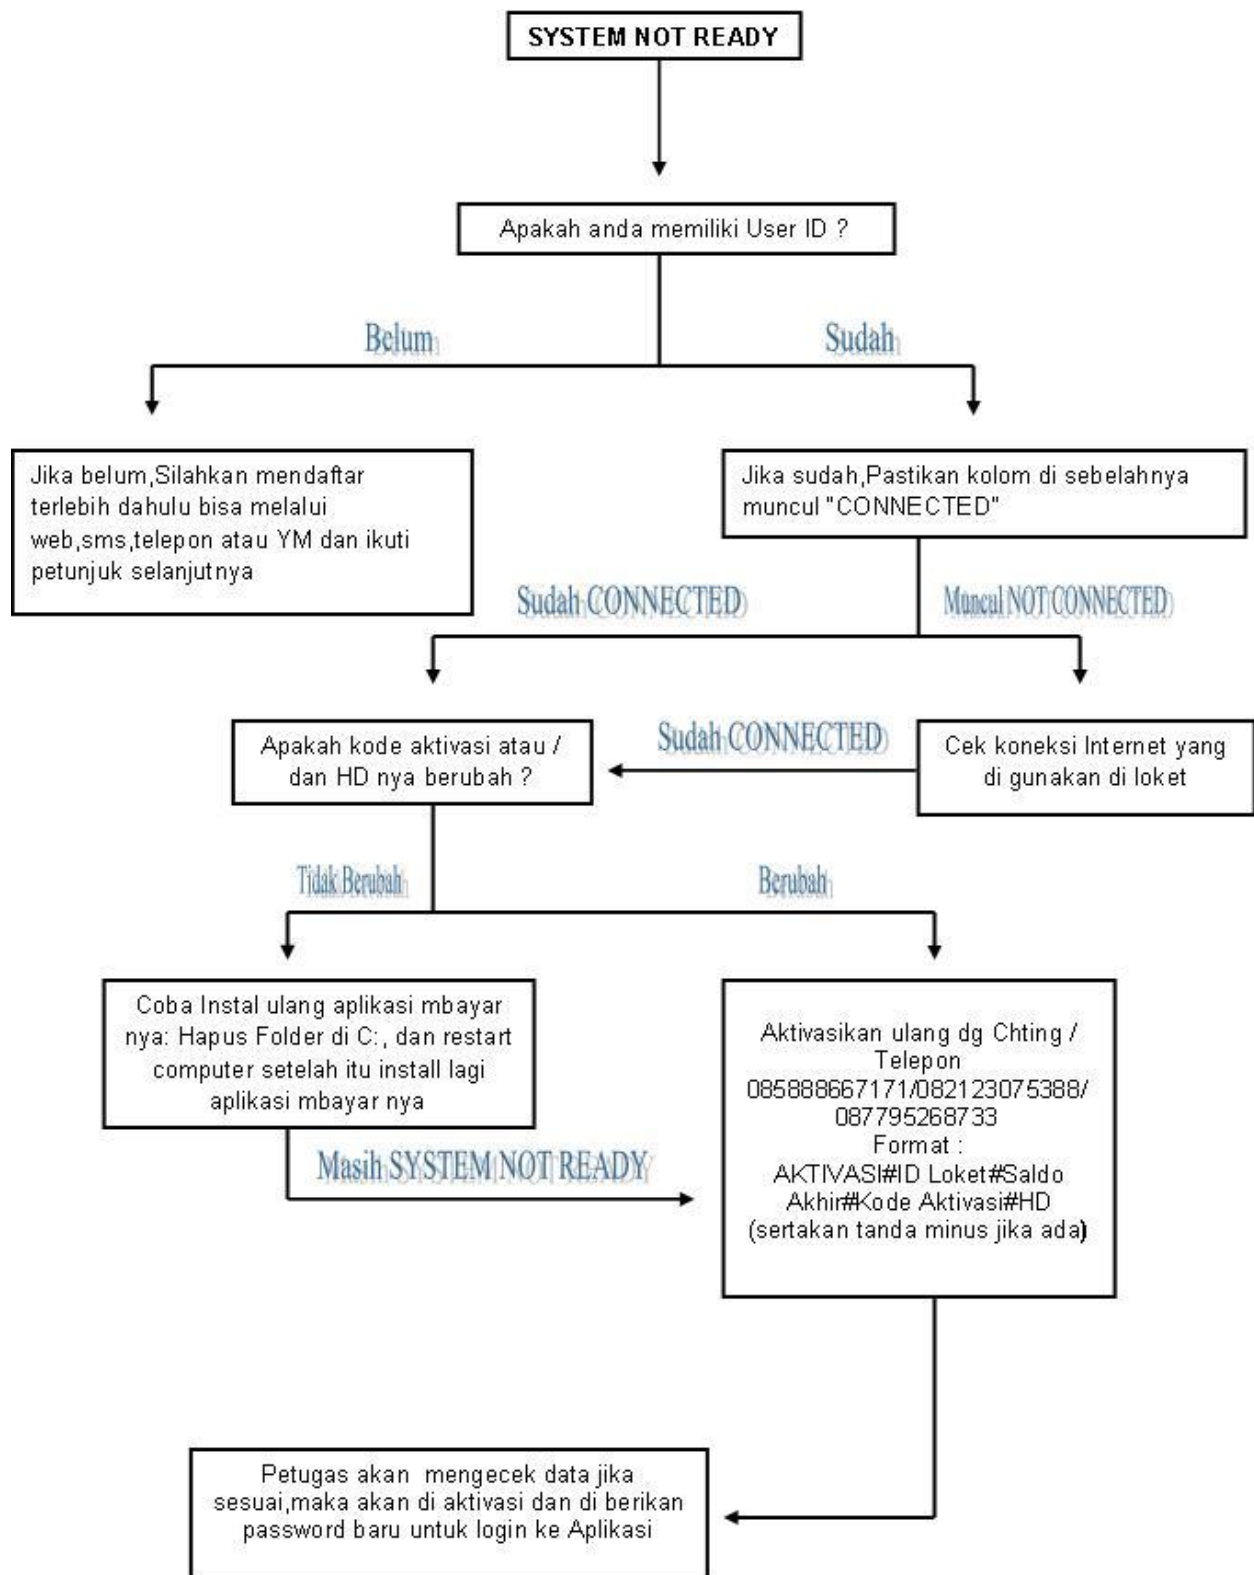 SYSTEM NOT READY
Apakah anda memiliki User ID ?
Belum
Sudah
Jika belum,Silahkan mendaftar
terlebih dahulu bisa melalui
web,sms,telepon atau YM dan ikuti
petunjuk selanjutnya
Jika sudah,Pastikan kolom di sebelahnya
muncul "CONNECTED"
Sudah CONNECTED
Muncul NOT CONNECTED
Apakah kode aktivasi atau /
dan HD nya berubah ?
Sudah CONNECTED
Cek koneksi Internet yang
di gunakan di loket
Tidak Berubah
Berubah
Coba Instal ulang aplikasi mbayar
nya: Hapus Folder di C:, dan restart
computer setelah itu install lagi
aplikasi mbayar nya
Masih SYSTEM NOT READY
Aktivasikan ulang dg Chting /
Telepon
085888667171/082123075388/
087795268733
Format :
AKTIVASI#ID Loket#Saldo
Akhir#Kode Aktivasi#HD
(sertakan tanda minus jika ada)
Petugas akan mengecek data jika
sesuai,maka akan di aktivasi dan di berikan
password baru untuk login ke Aplikasi